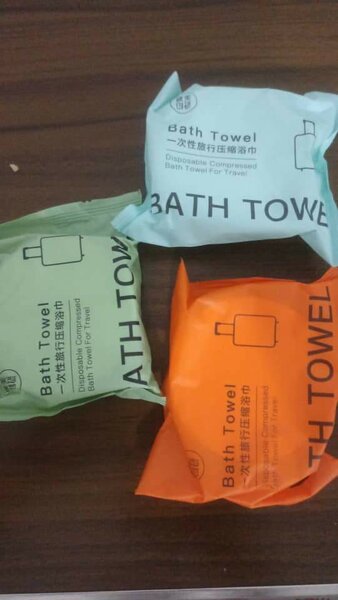 Bath Towel
一次性旅行压缩浴巾
Disposable Compressed
Bath Towel For Travel
BATH TOWE
Bath Towel
一次性旅行压缩浴巾
Disposable Compressed
Bath Towel For Travel
ATH TOW
Bath Towel
一次性旅行压缩浴巾
Disposable Compressed
Bath Towel For Travel
TH TOWEL